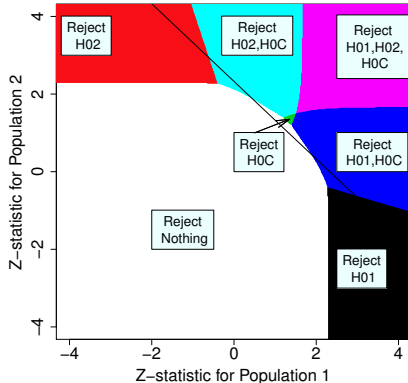 Z-statistic for Population 2
4
2
0
−2
−4
Reject
H02
Reject
H02,H0C
Reject
H01,H02,
H0C
Reject
H0C
Reject
H01,H0C
Reject
Nothing
Reject
H01
−4
−2
0
2
4
Z-statistic for Population 1